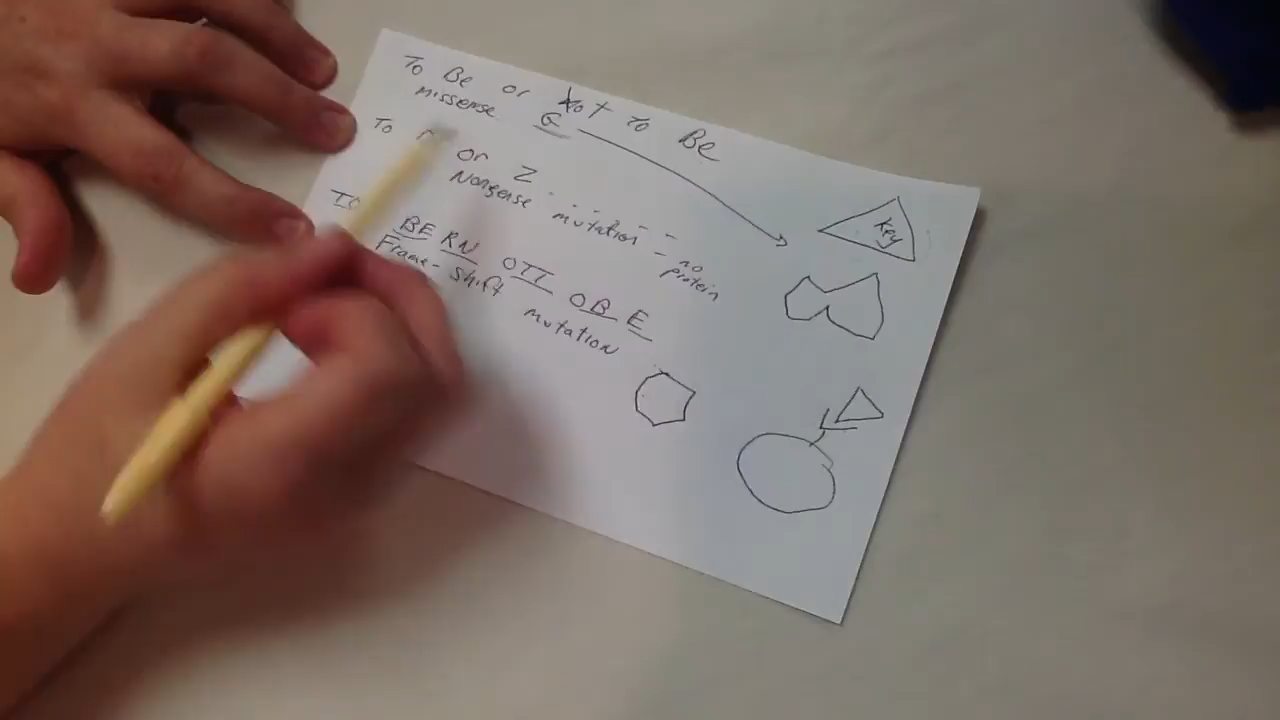 To Be or Not To Be
missense G
To or Z
Nonsense mutation -- no protein
BE RN OTT OB E
Frame-shift mutation
Key